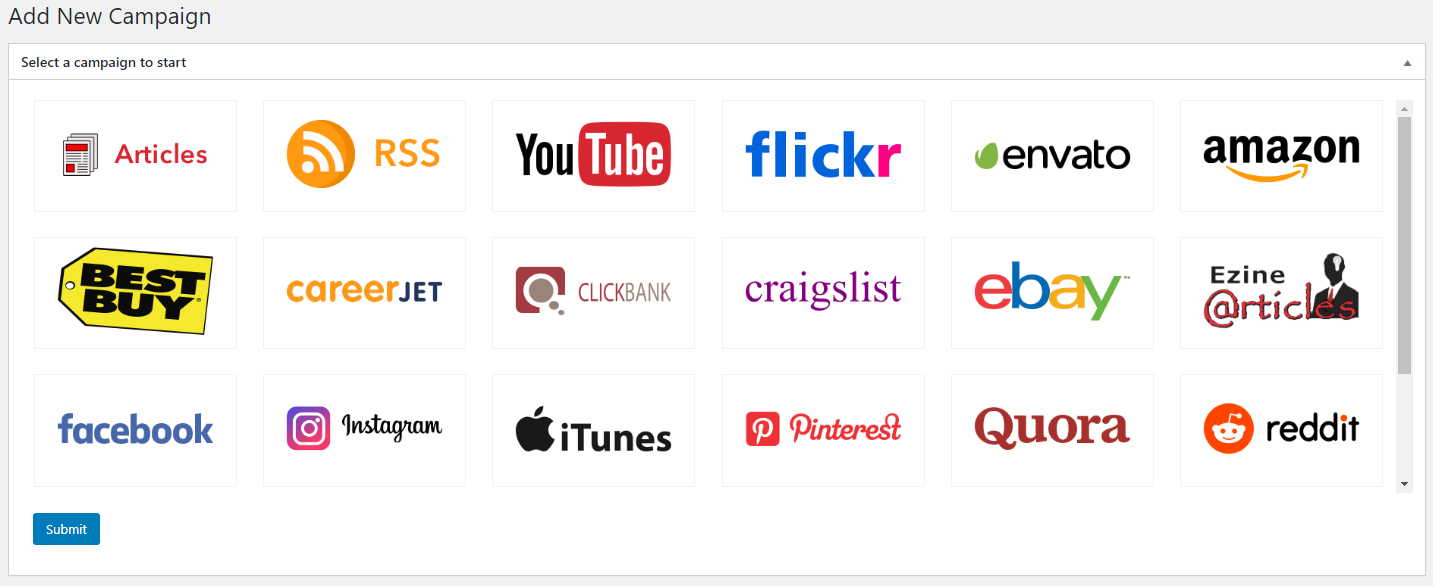 Add New Campaign
Select a campaign to start
Articles
RSS
YouTube
flickr
envato
amazon
BEST
BUY
careerJET
CLICKBANK
craigslist
ebay™
Ezine
@rticles
facebook
Instagram
iTunes
Pinterest
Quora
reddit
Submit